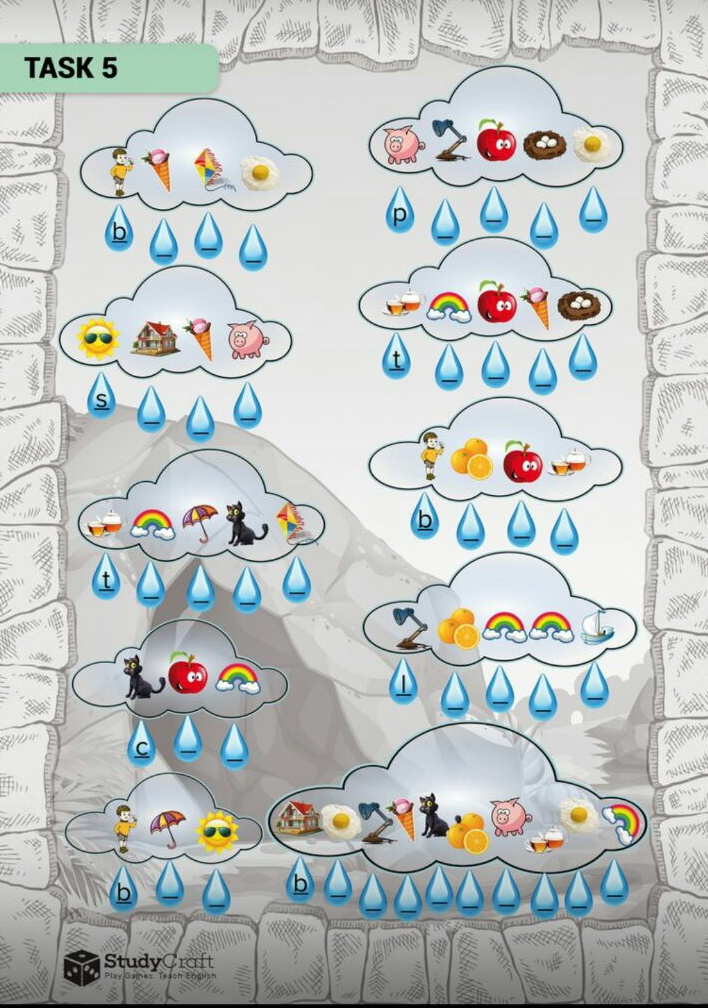 TASK 5
b _ _ _
p _ _ _ _
s _ _ _
t _ _ _ _
t _ _ _ _
b _ _ _
c _ _
l _ _ _ _
b _ _
b _ _ _ _ _ _ _ _ _
StudyCraft
Play Games. Teach English